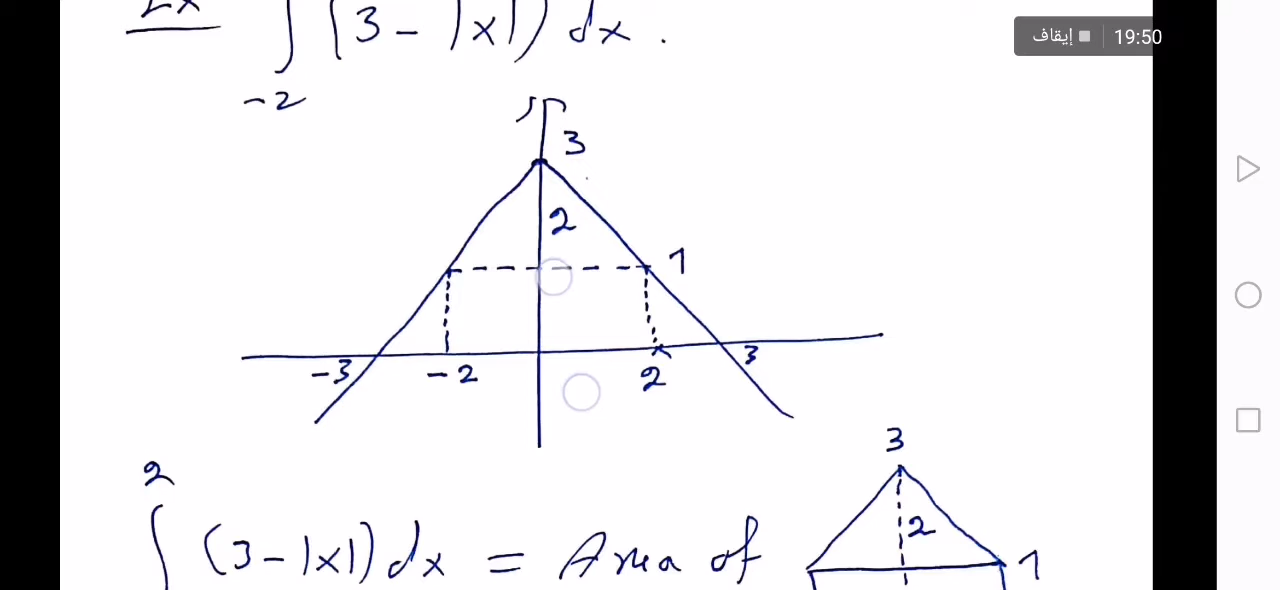 Ex ∫ (3 - |x|) dx .
-2
3
2
1
-3 -2 2 3
2
∫ (3 - |x|) dx = Area of
3
2
1
إيقاف 19:50